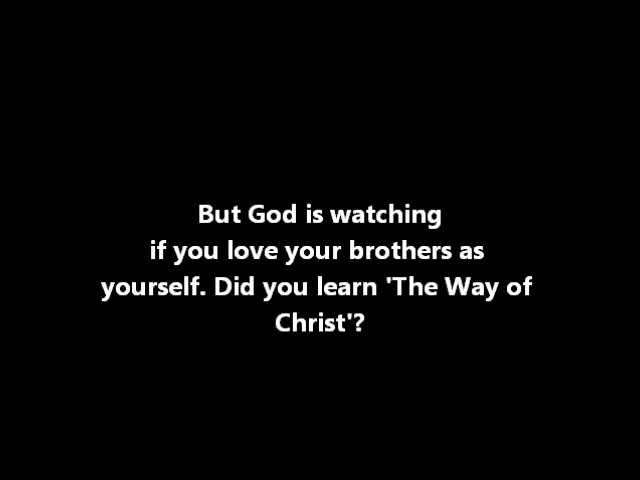 But God is watching
if you love your brothers as
yourself. Did you learn 'The Way of
Christ'?